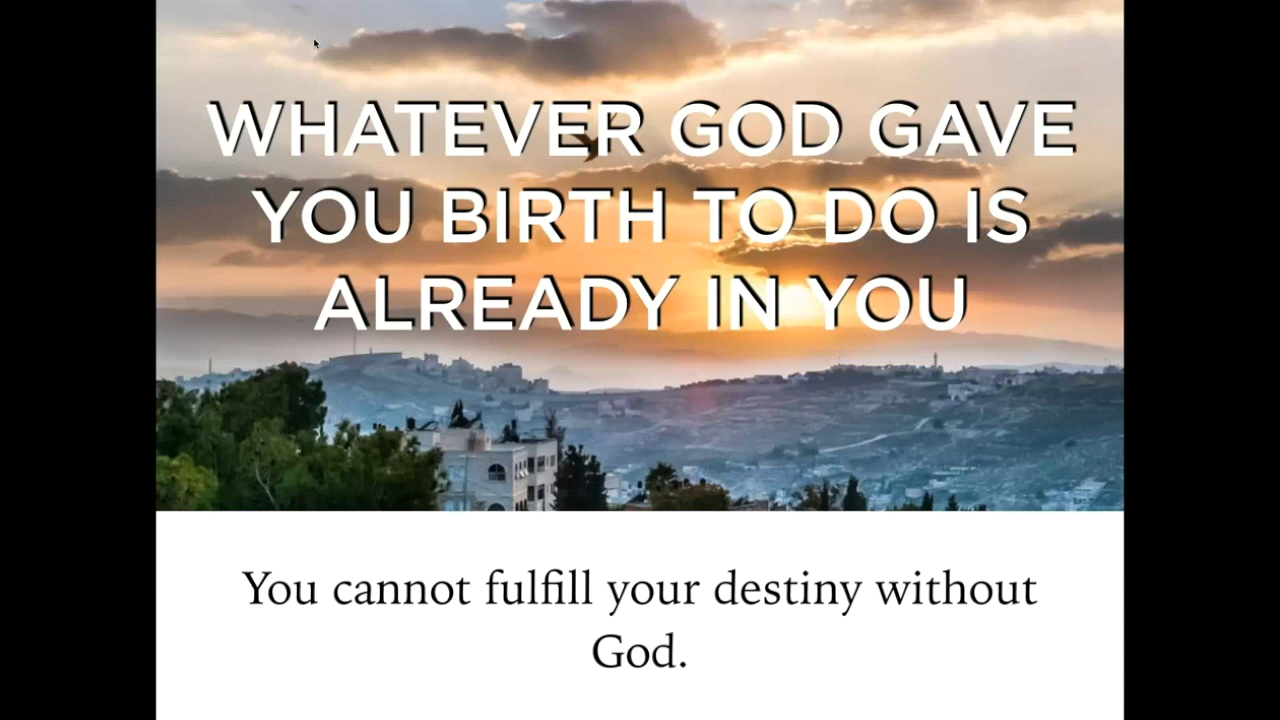 WHATEVER GOD GAVE
YOU BIRTH TO DO IS
ALREADY IN YOU
You cannot fulfill your destiny without
God.